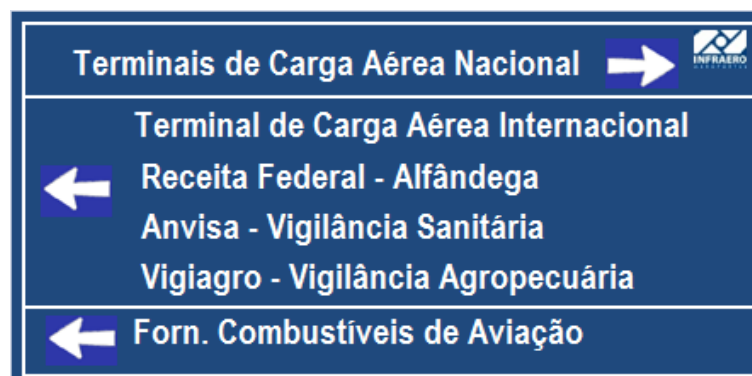 Terminais de Carga Aérea Nacional
INFRAERO
AEROPORTOS
Terminal de Carga Aérea Internacional
Receita Federal - Alfândega
Anvisa - Vigilância Sanitária
Vigiagro - Vigilância Agropecuária
Forn. Combustíveis de Aviação